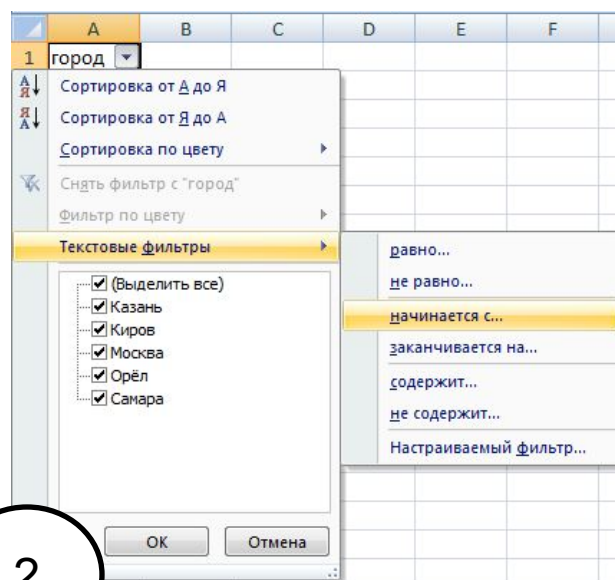 A B C D E F
1 город
Сортировка от А до Я
Сортировка от Я до А
Сортировка по цвету
Снять фильтр с "город"
Фильтр по цвету
Текстовые фильтры
равно...
не равно...
начинается с...
заканчивается на...
содержит...
не содержит...
Настраиваемый фильтр...
(Выделить все)
Казань
Киров
Москва
Орёл
Самара
ОК Отмена
2